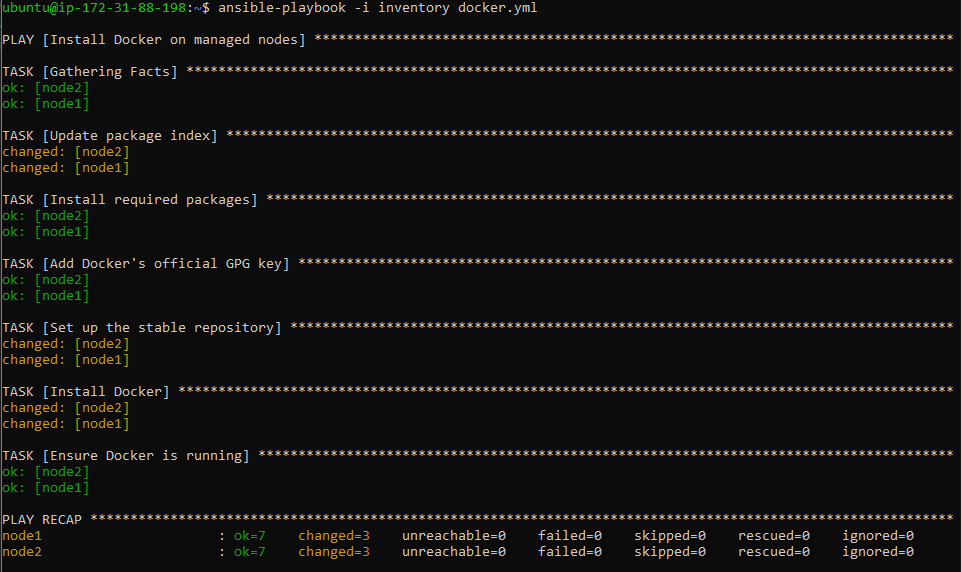 ubuntu@ip-172-31-88-198:~$ ansible-playbook -i inventory docker.yml
PLAY [Install Docker on managed nodes] ********************************************************************************
TASK [Gathering Facts] ************************************************************************************************
ok: [node2]
ok: [node1]
TASK [Update package index] *******************************************************************************************
changed: [node2]
changed: [node1]
TASK [Install required packages] **************************************************************************************
ok: [node2]
ok: [node1]
TASK [Add Docker's official GPG key] **********************************************************************************
ok: [node2]
ok: [node1]
TASK [Set up the stable repository] ***********************************************************************************
changed: [node2]
changed: [node1]
TASK [Install Docker] *************************************************************************************************
changed: [node2]
changed: [node1]
TASK [Ensure Docker is running] ***************************************************************************************
ok: [node2]
ok: [node1]
PLAY RECAP ************************************************************************************************************
node1                      : ok=7    changed=3    unreachable=0    failed=0    skipped=0    rescued=0    ignored=0
node2                      : ok=7    changed=3    unreachable=0    failed=0    skipped=0    rescued=0    ignored=0